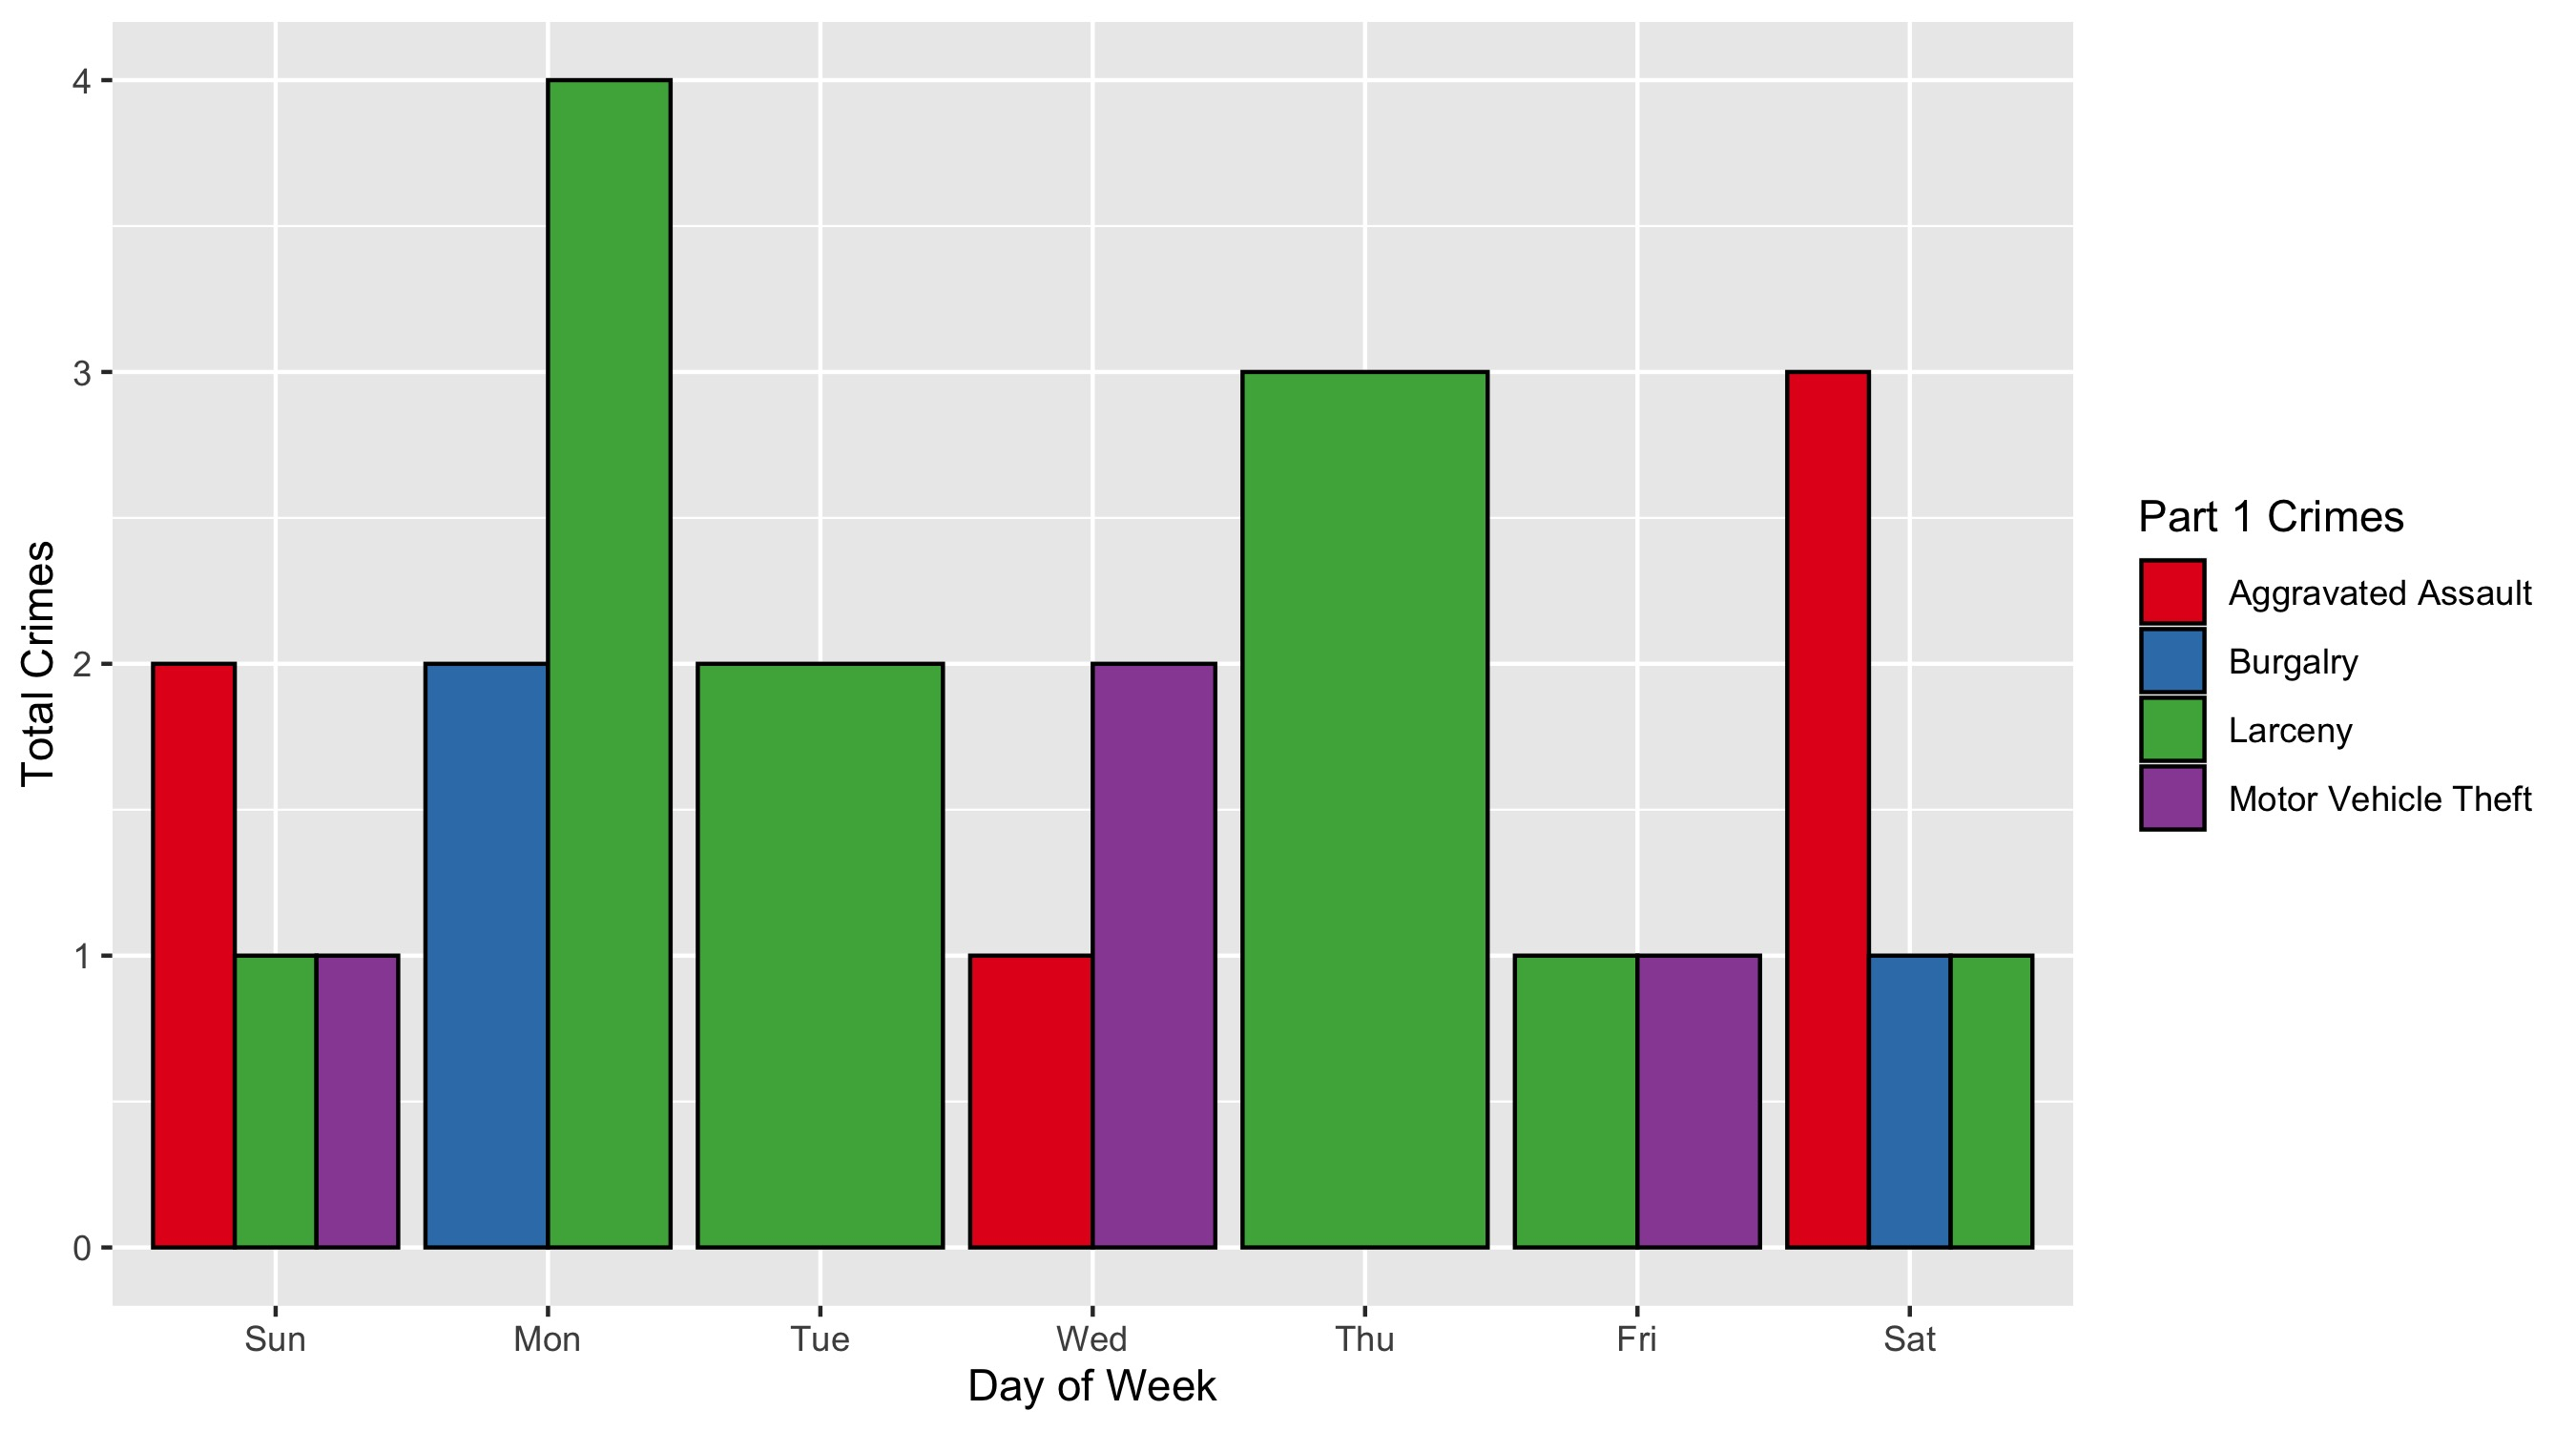 Total Crimes
4
3
2
1
0
Sun Mon Tue Wed Thu Fri Sat
Day of Week
Part 1 Crimes
Aggravated Assault
Burgalry
Larceny
Motor Vehicle Theft